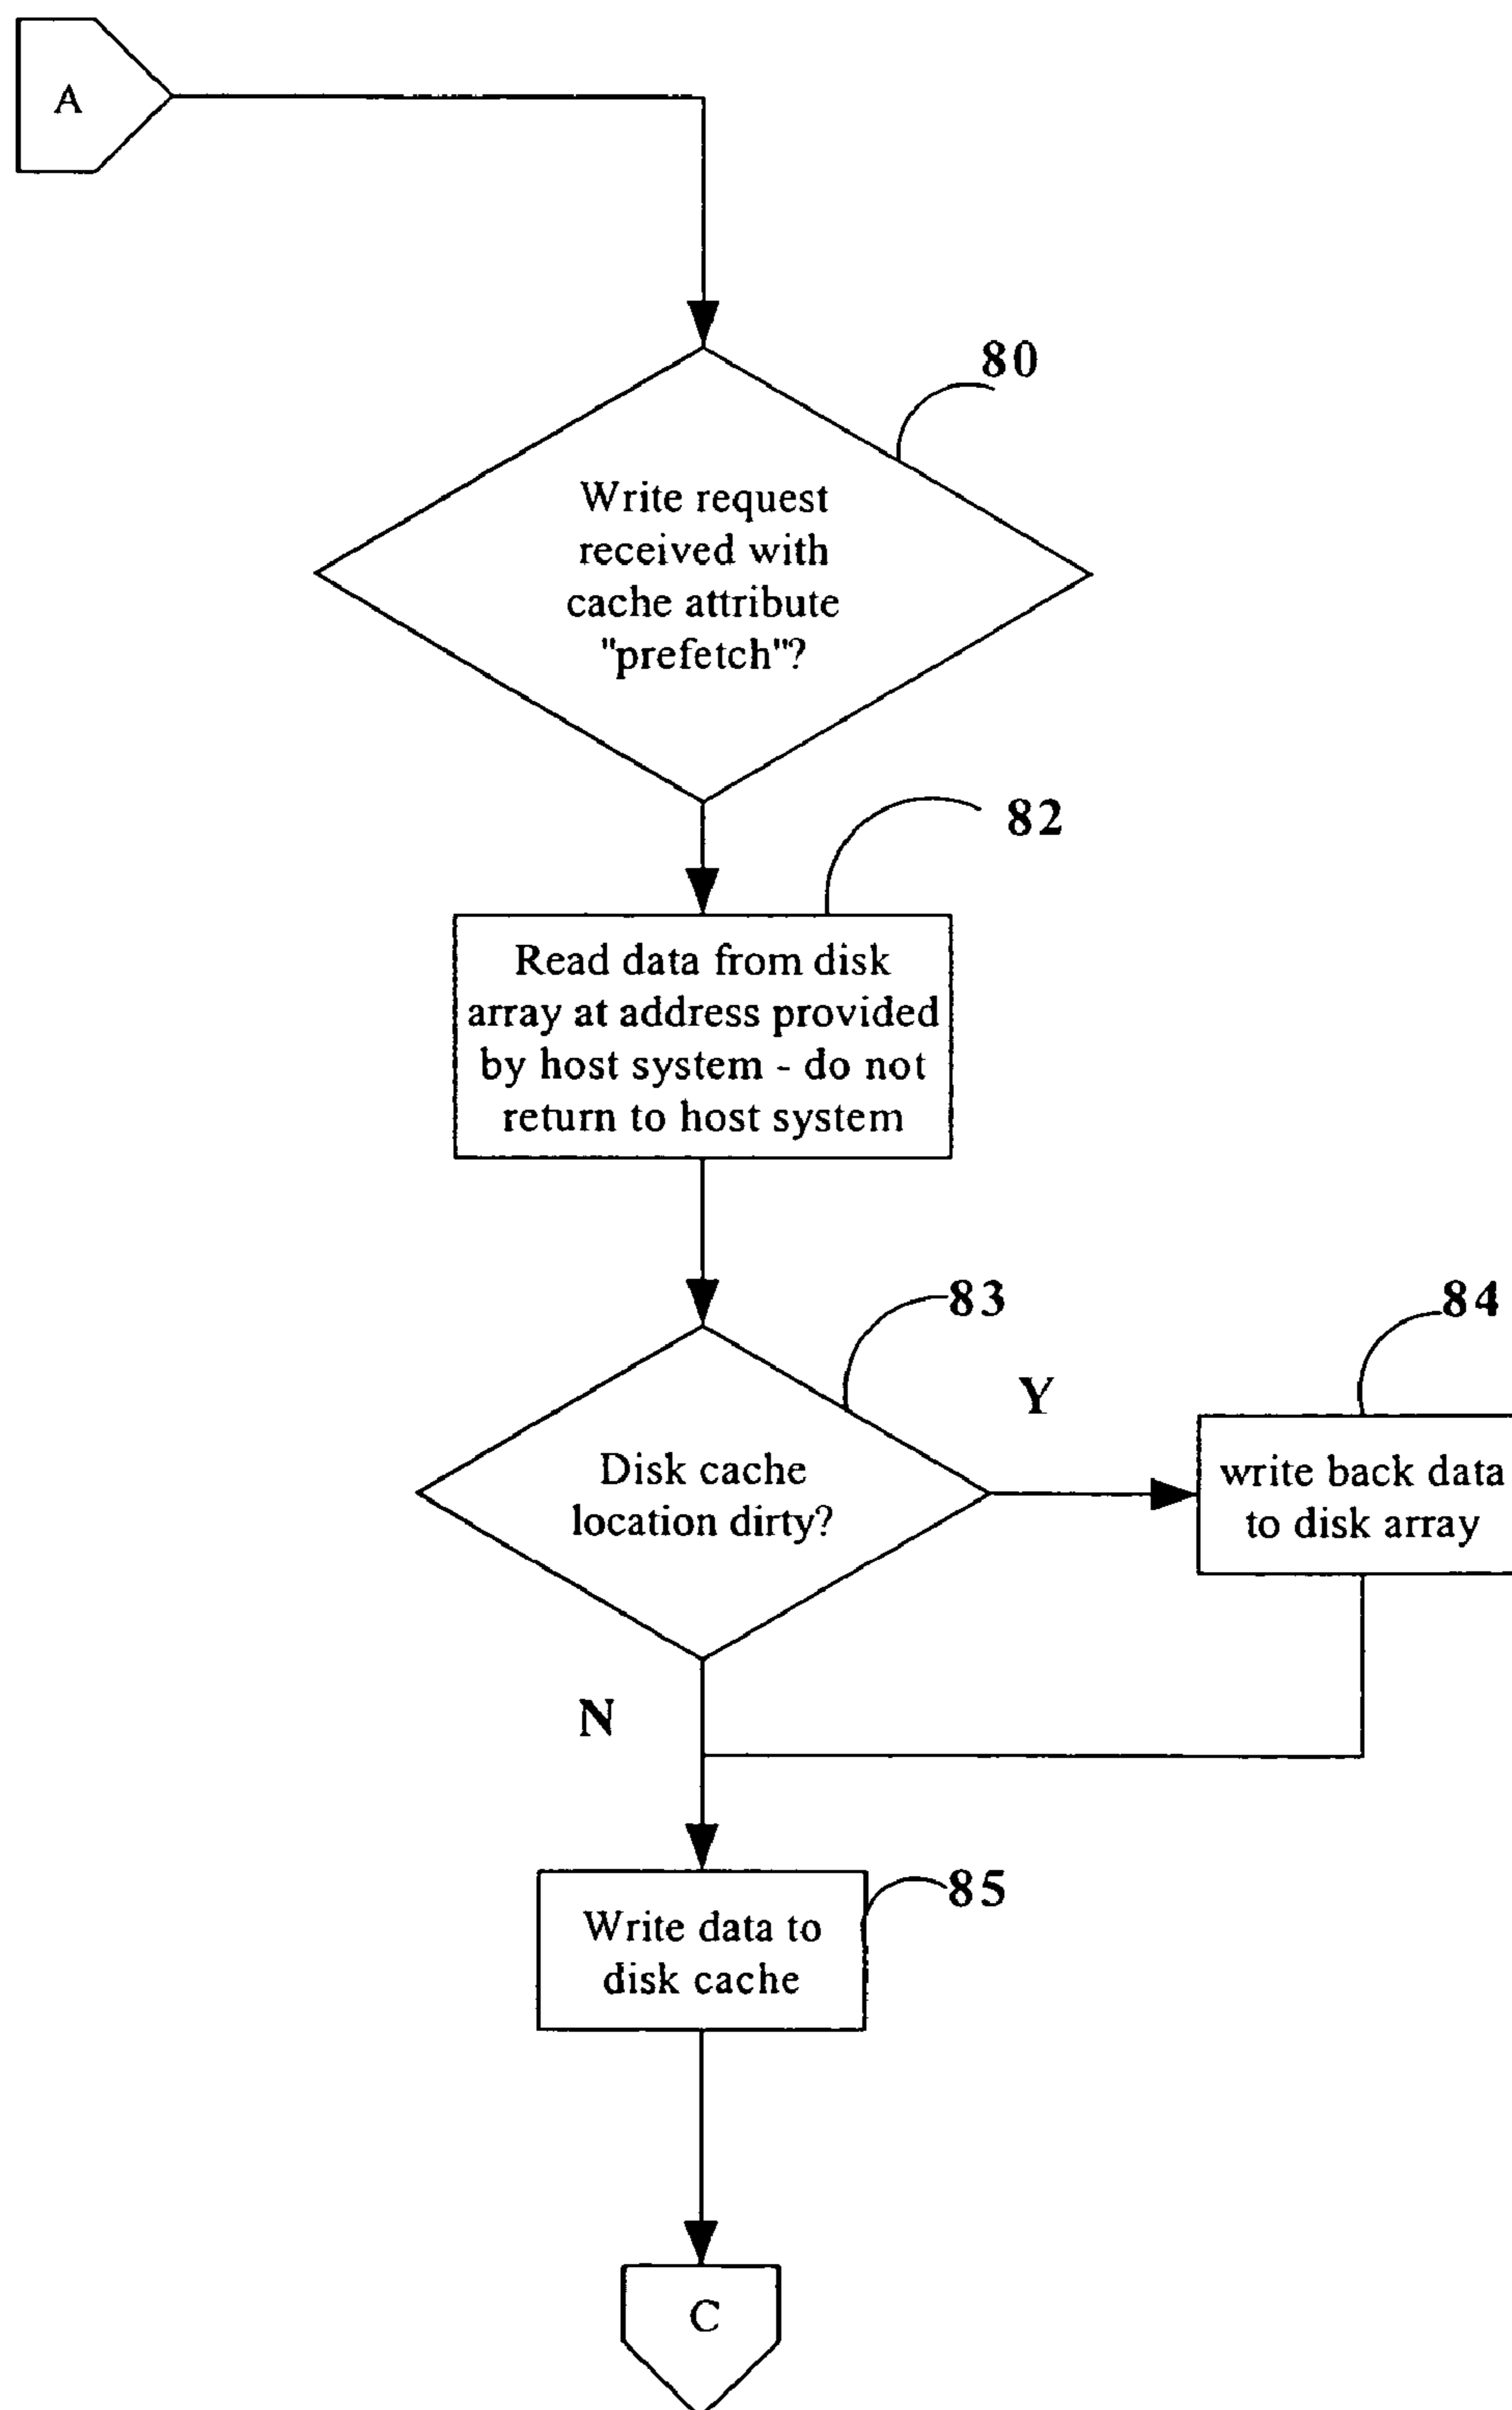 A
80
Write request
received with
cache attribute
"prefetch"?
82
Read data from disk
array at address provided
by host system - do not
return to host system
83
84
Y
Disk cache
location dirty?
write back data
to disk array
N
85
Write data to
disk cache
C